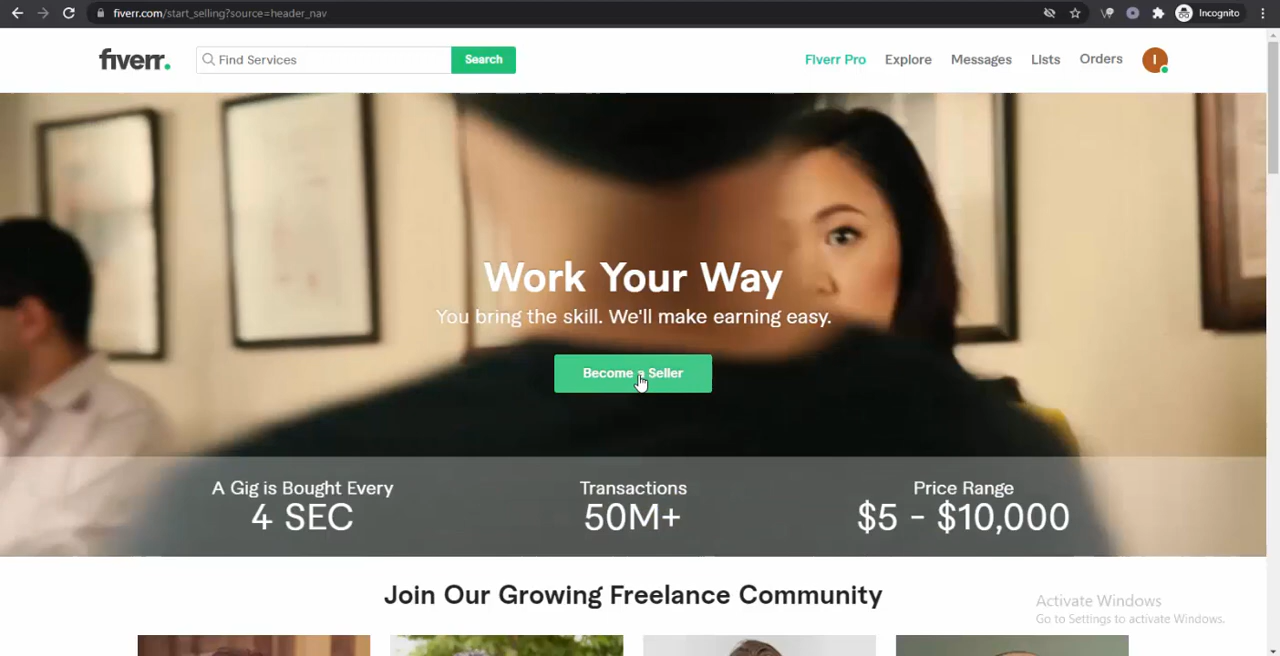 fiverr.com/start_selling?source=header_nav
Incognito
fiverr.
Find Services
Search
Fiverr Pro
Explore
Messages
Lists
Orders
I
Work Your Way
You bring the skill. We'll make earning easy.
Become a Seller
A Gig is Bought Every
4 SEC
Transactions
50M+
Price Range
$5 - $10,000
Join Our Growing Freelance Community
Activate Windows
Go to Settings to activate Windows.